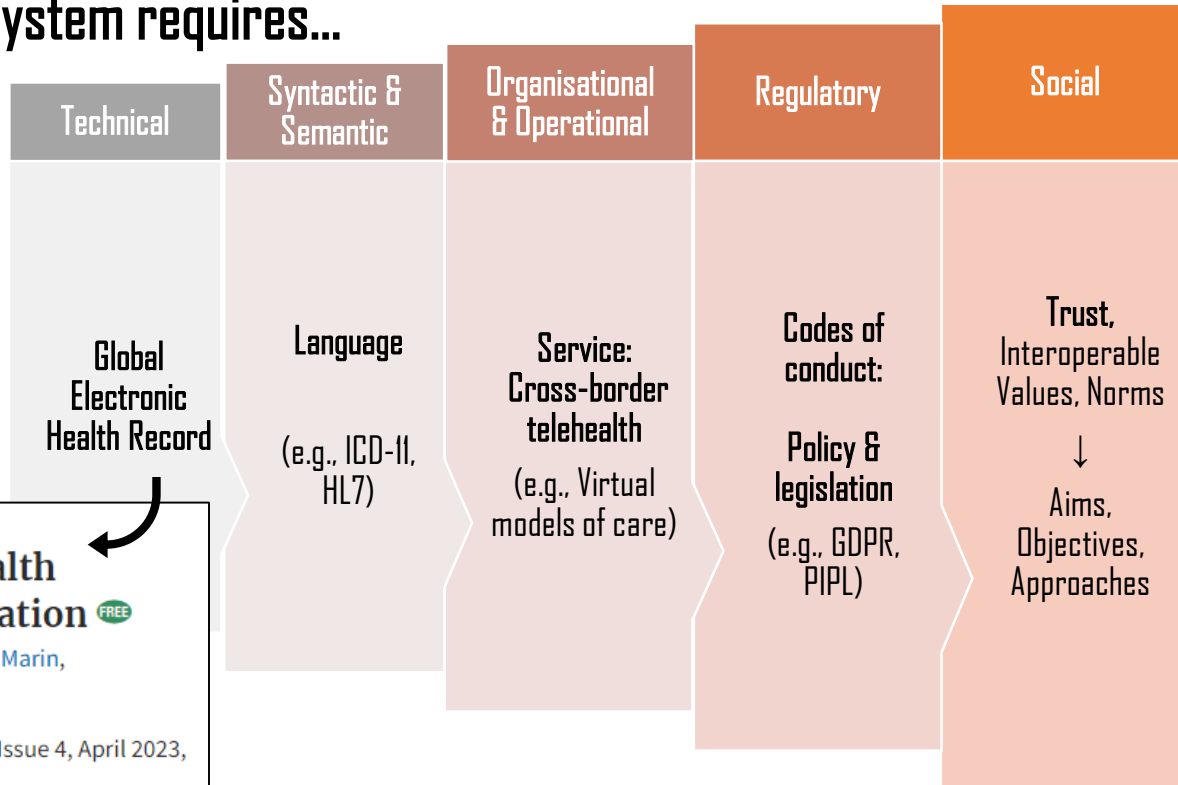 ystem requires...
Technical
Global
Electronic
Health Record
Syntactic &
Semantic
Language
(e.g., ICD-11,
HL7)
Organisational
& Operational
Service:
Cross-border
telehealth
(e.g., Virtual
models of care)
Regulatory
Codes of
conduct:
Policy &
legislation
(e.g., GDPR,
PIPL)
Social
Trust,
Interoperable
Values, Norms
↓
Aims,
Objectives,
Approaches
alth
ation FREE
Marin,
Issue 4, April 2023,